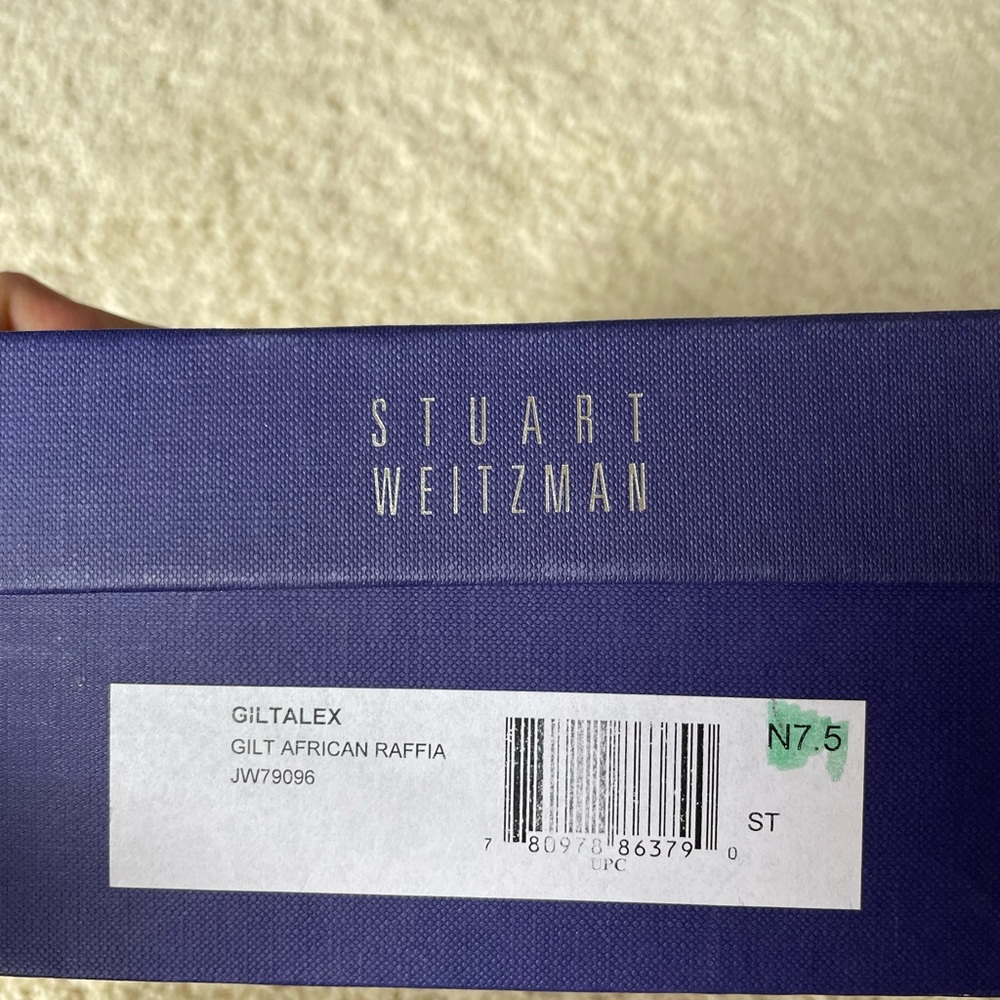 STUART
WEITZMAN
GILTALEX
GILT AFRICAN RAFFIA
JW79096
N7.5
ST
7 80978 86379 0
UPC